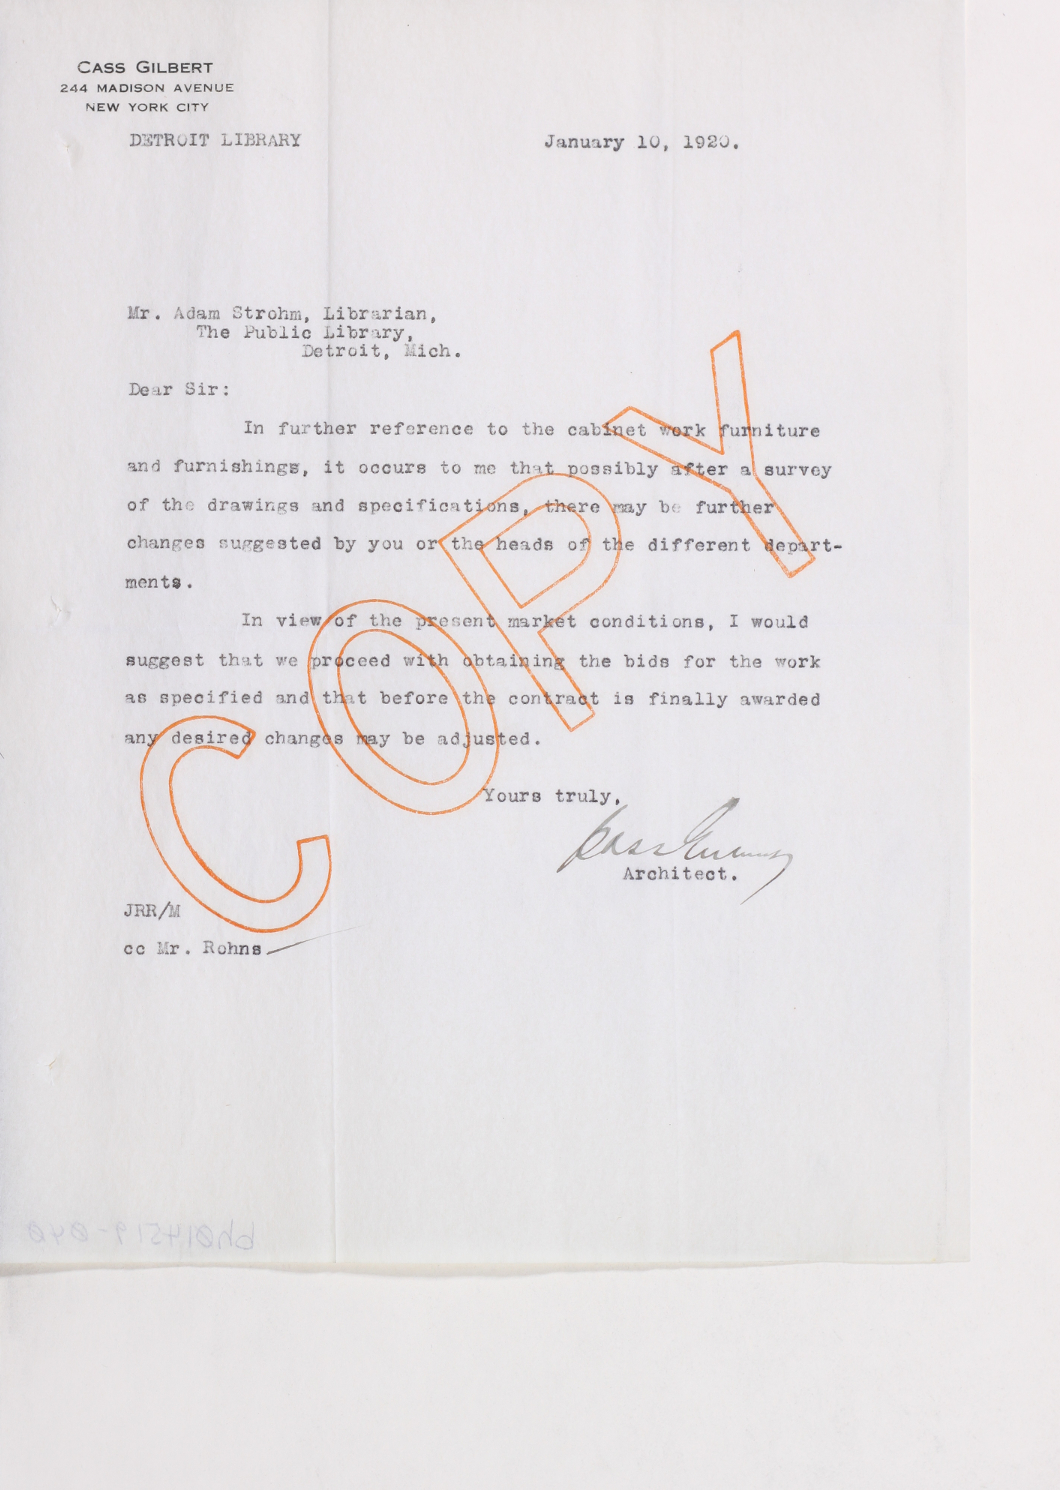 CASS GILBERT
244 MADISON AVENUE
NEW YORK CITY
DETROIT LIBRARY January 10, 1920.
Mr. Adam Strohm, Librarian,
The Public Library,
Detroit, Mich.
Dear Sir:
In further reference to the cabinet work furniture
and furnishings, it occurs to me that possibly after a survey
of the drawings and specifications, there may be further
changes suggested by you or the heads of the different depart-
ments.
In view of the present market conditions, I would
suggest that we proceed with obtaining the bids for the work
as specified and that before the contract is finally awarded
any desired changes may be adjusted.
COPY
Yours truly,
Cass Gilbert
Architect.
JRR/M
cc Mr. Rohns
bh014519-040